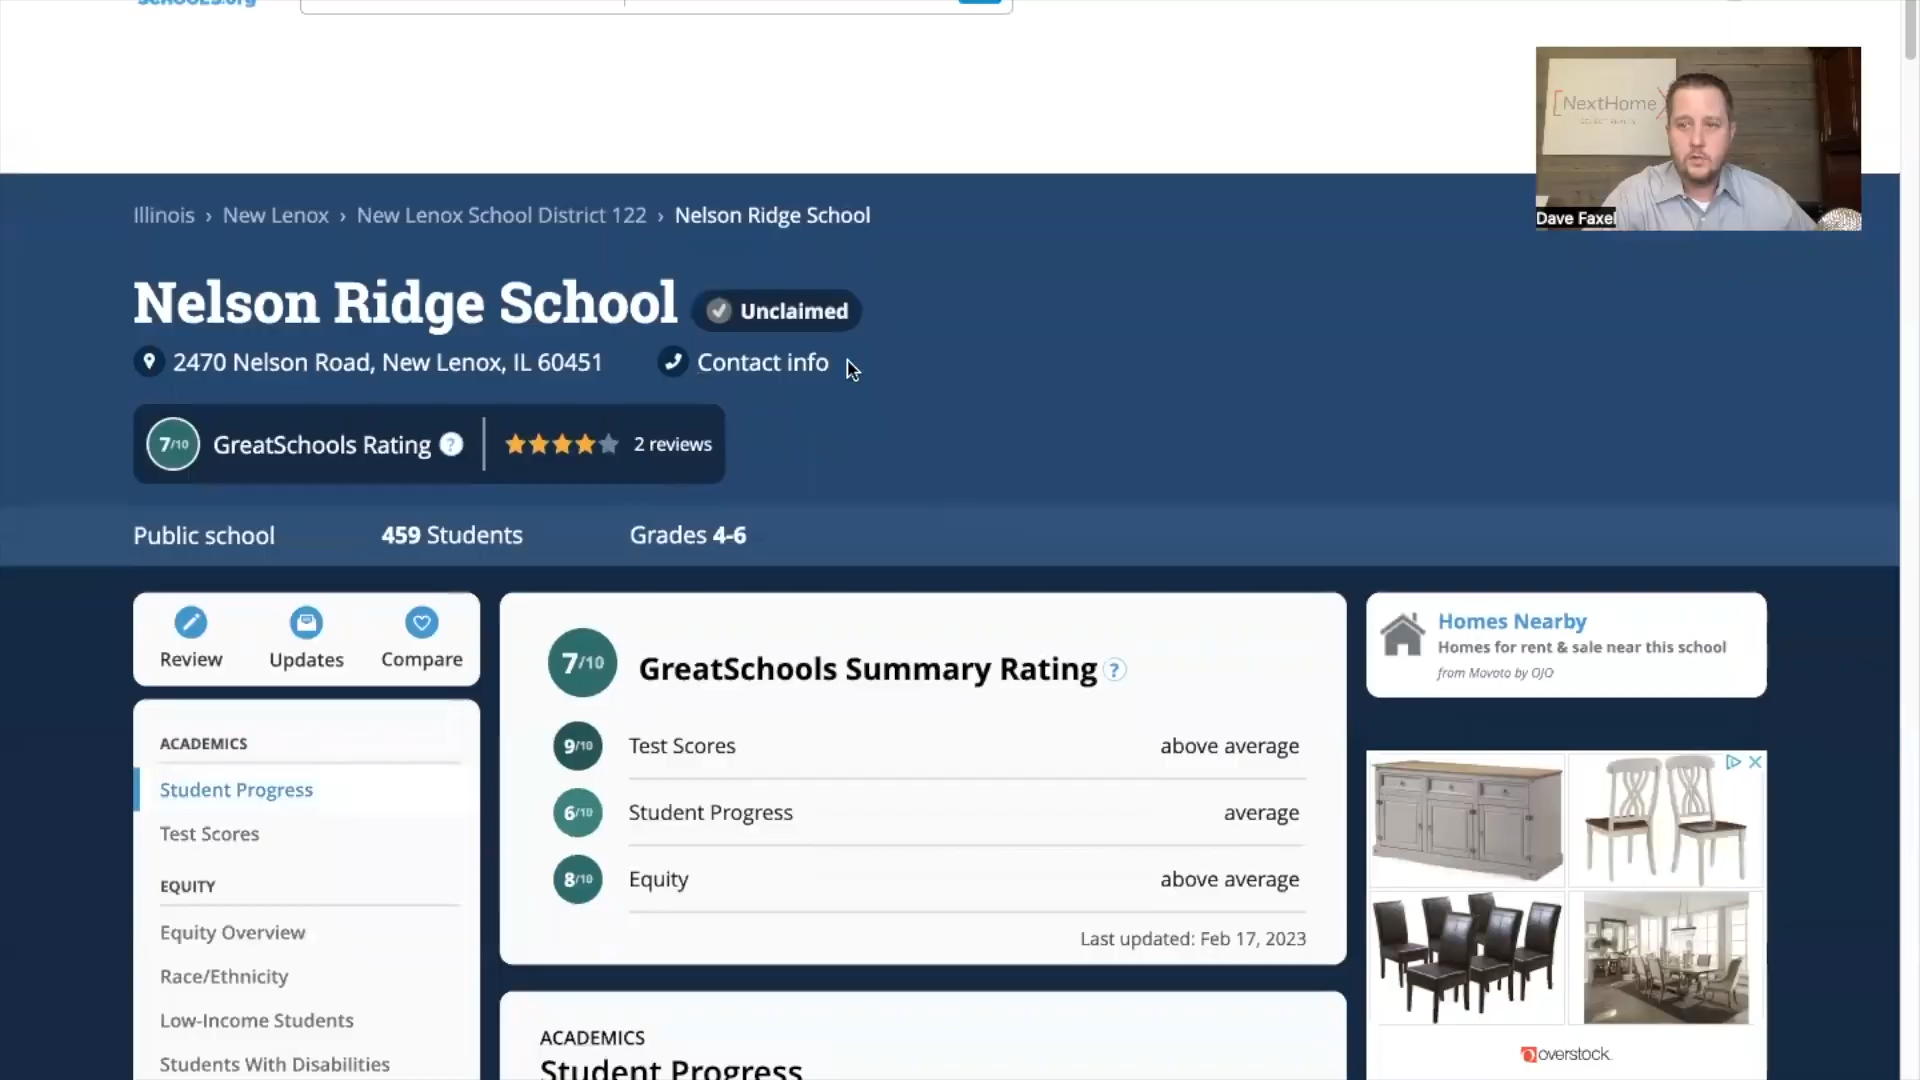 SCHOOLS.org
[NextHome
Dave Faxel
Illinois › New Lenox › New Lenox School District 122 › Nelson Ridge School
Nelson Ridge School Unclaimed
2470 Nelson Road, New Lenox, IL 60451 Contact info
7/10 GreatSchools Rating ? 2 reviews
Public school 459 Students Grades 4-6
Review Updates Compare
ACADEMICS
Student Progress
Test Scores
EQUITY
Equity Overview
Race/Ethnicity
Low-Income Students
Students With Disabilities
7/10 GreatSchools Summary Rating ?
9/10 Test Scores above average
6/10 Student Progress average
8/10 Equity above average
Last updated: Feb 17, 2023
ACADEMICS
Student Progress
Homes Nearby
Homes for rent & sale near this school
from Movoto by OJO
overstock.